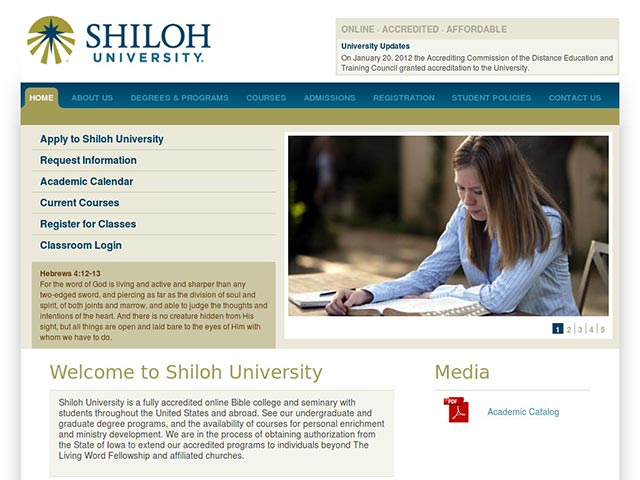 SHILOH
UNIVERSITY.
ONLINE · ACCREDITED · AFFORDABLE
University Updates
On January 20, 2012 the Accrediting Commission of the Distance Education and
Training Council granted accreditation to the University.
HOME ABOUT US DEGREES & PROGRAMS COURSES ADMISSIONS REGISTRATION STUDENT POLICIES CONTACT US
Apply to Shiloh University
Request Information
Academic Calendar
Current Courses
Register for Classes
Classroom Login
Hebrews 4:12-13
For the word of God is living and active and sharper than any
two-edged sword, and piercing as far as the division of soul and
spirit, of both joints and marrow, and able to judge the thoughts and
intentions of the heart. And there is no creature hidden from His
sight, but all things are open and laid bare to the eyes of Him with
whom we have to do.
1 2 3 4 5
Welcome to Shiloh University
Shiloh University is a fully accredited online Bible college and seminary with
students throughout the United States and abroad. See our undergraduate and
graduate degree programs, and the availability of courses for personal enrichment
and ministry development. We are in the process of obtaining authorization from
the State of Iowa to extend our accredited programs to individuals beyond The
Living Word Fellowship and affiliated churches.
Media
PDF
Academic Catalog